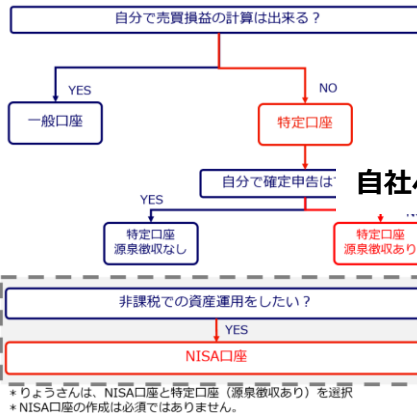 自分で売買損益の計算は出来る？
YES
NO
一般口座
特定口座
自分で確定申告は
自社
YES
特定口座
源泉徴収なし
特定口座
源泉徴収あり
非課税での資産運用をしたい？
YES
NISA口座
＊りょうさんは、NISA口座と特定口座（源泉徴収あり）を選択
＊NISA口座の作成は必須ではありません。